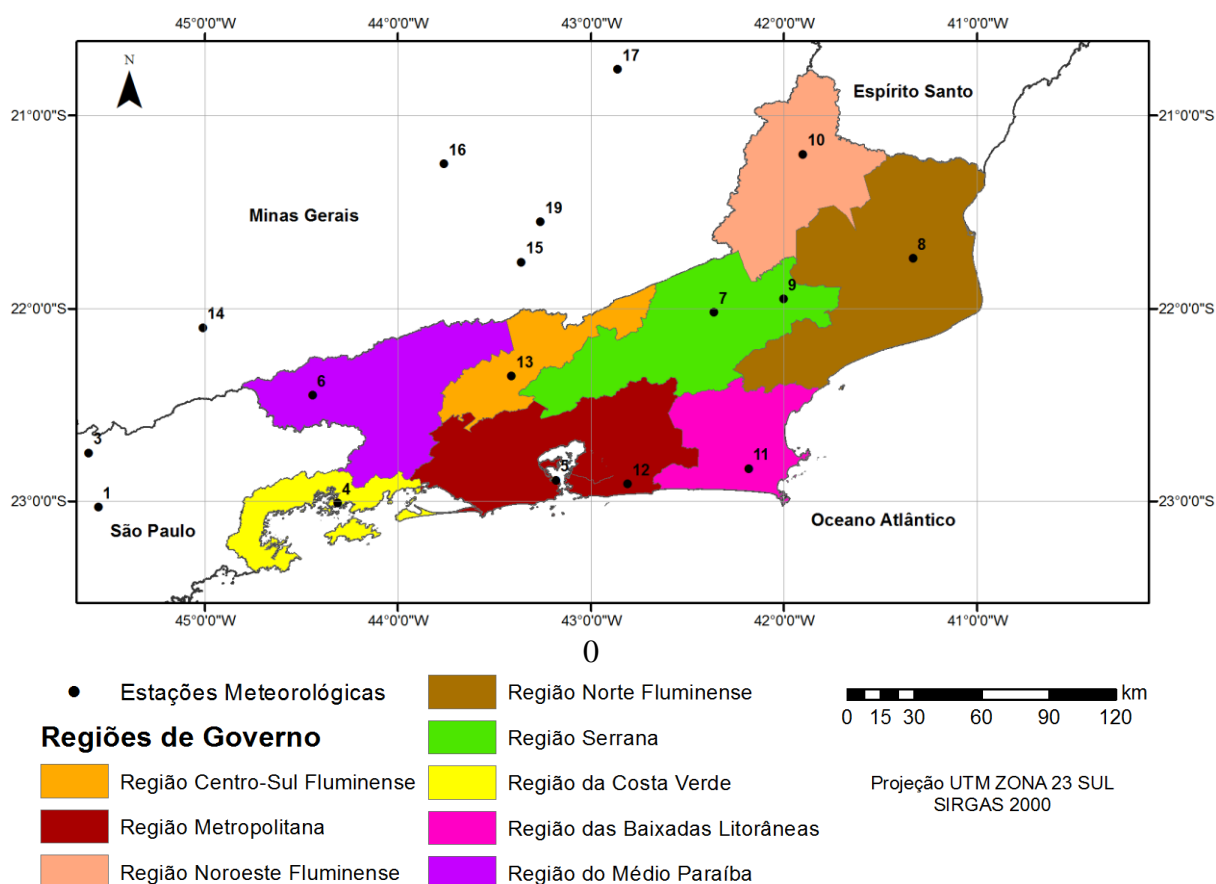 45°0'0"W 44°0'0"W 43°0'0"W 42°0'0"W 41°0'0"W
N
17
Espírito Santo
21°0'0"S 21°0'0"S
10
16
Minas Gerais
19
8
15
9
22°0'0"S 22°0'0"S
7
14
13
6
3
11
5
12
1
4
23°0'0"S 23°0'0"S
São Paulo
Oceano Atlântico
45°0'0"W 44°0'0"W 43°0'0"W 42°0'0"W 41°0'0"W
0
Estações Meteorológicas
Regiões de Governo
Região Centro-Sul Fluminense
Região Metropolitana
Região Noroeste Fluminense
Região Norte Fluminense
Região Serrana
Região da Costa Verde
Região das Baixadas Litorâneas
Região do Médio Paraíba
km
0 15 30 60 90 120
Projeção UTM ZONA 23 SUL
SIRGAS 2000